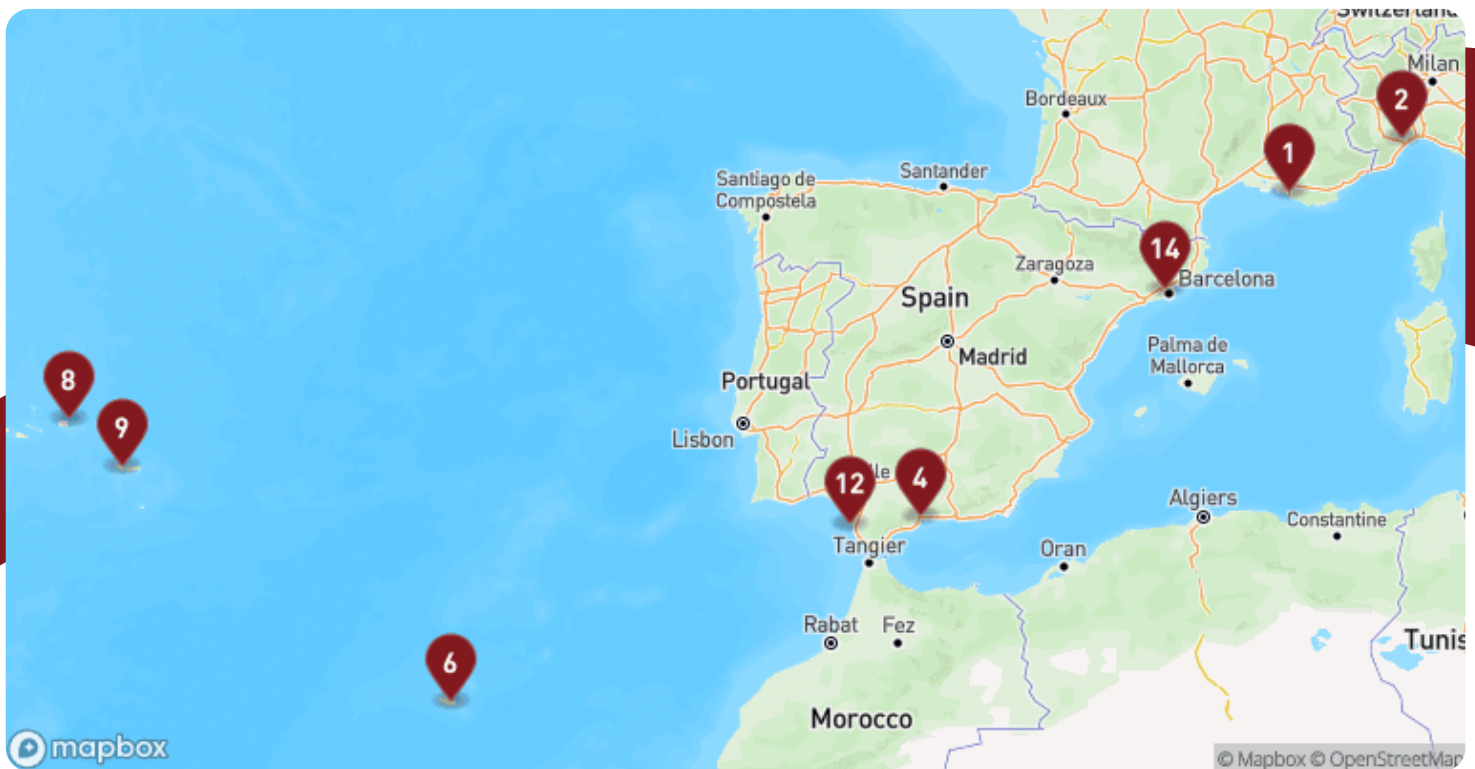 Switzerland
Milan
2
Bordeaux
1
Santander
Santiago de
Compostela
14
Zaragoza
Barcelona
Spain
Madrid
Palma de
Mallorca
8
Portugal
9
Lisbon
lle
12
4
Algiers
Constantine
Tangier
Oran
Rabat
Fez
Tunis
6
Morocco
mapbox
© Mapbox © OpenStreetMap